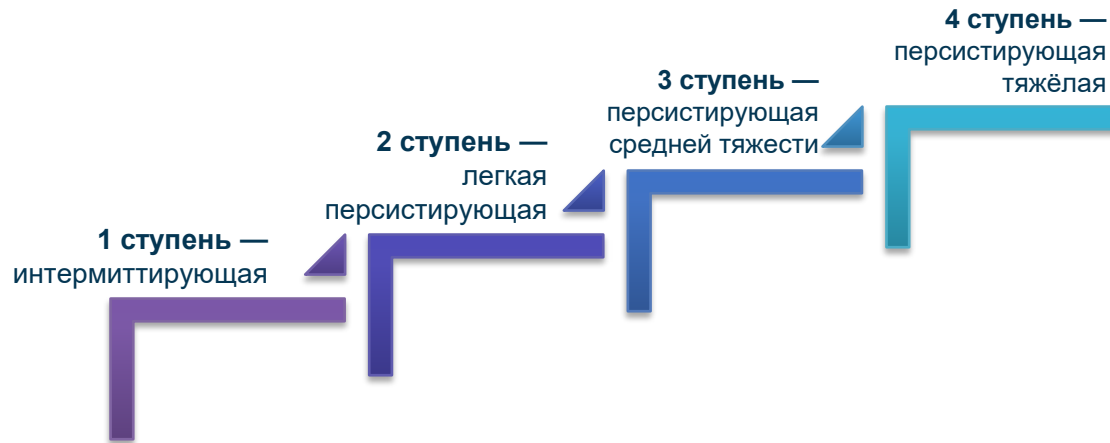 1 ступень —
интермиттирующая
2 ступень —
легкая
персистирующая
3 ступень —
персистирующая
средней тяжести
4 ступень —
персистирующая
тяжёлая